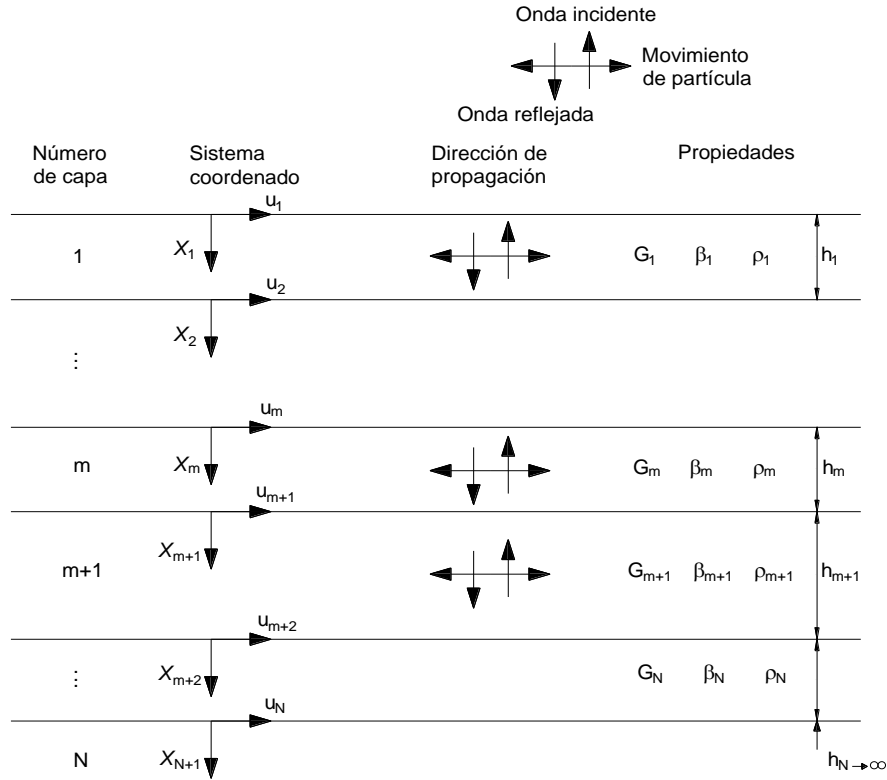 Onda incidente
Movimiento
de partícula
Onda reflejada
Número
de capa
Sistema
coordenado
Dirección de
propagación
Propiedades
u1
1 X1 G1 β1 ρ1 h1
u2
X2
⋮
um
m Xm Gm βm ρm hm
um+1
m+1 Xm+1 Gm+1 βm+1 ρm+1 hm+1
um+2
⋮ Xm+2 GN βN ρN
uN
N XN+1 hN→∞